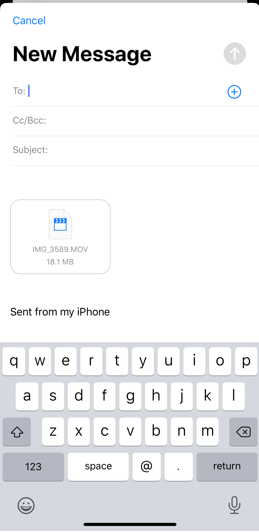 Cancel
New Message
To:
Cc/Bcc:
Subject:
IMG_3589.MOV
18.1 MB
Sent from my iPhone
q w e r t y u i o p
a s d f g h j k l
z x c v b n m
123 space @ . return